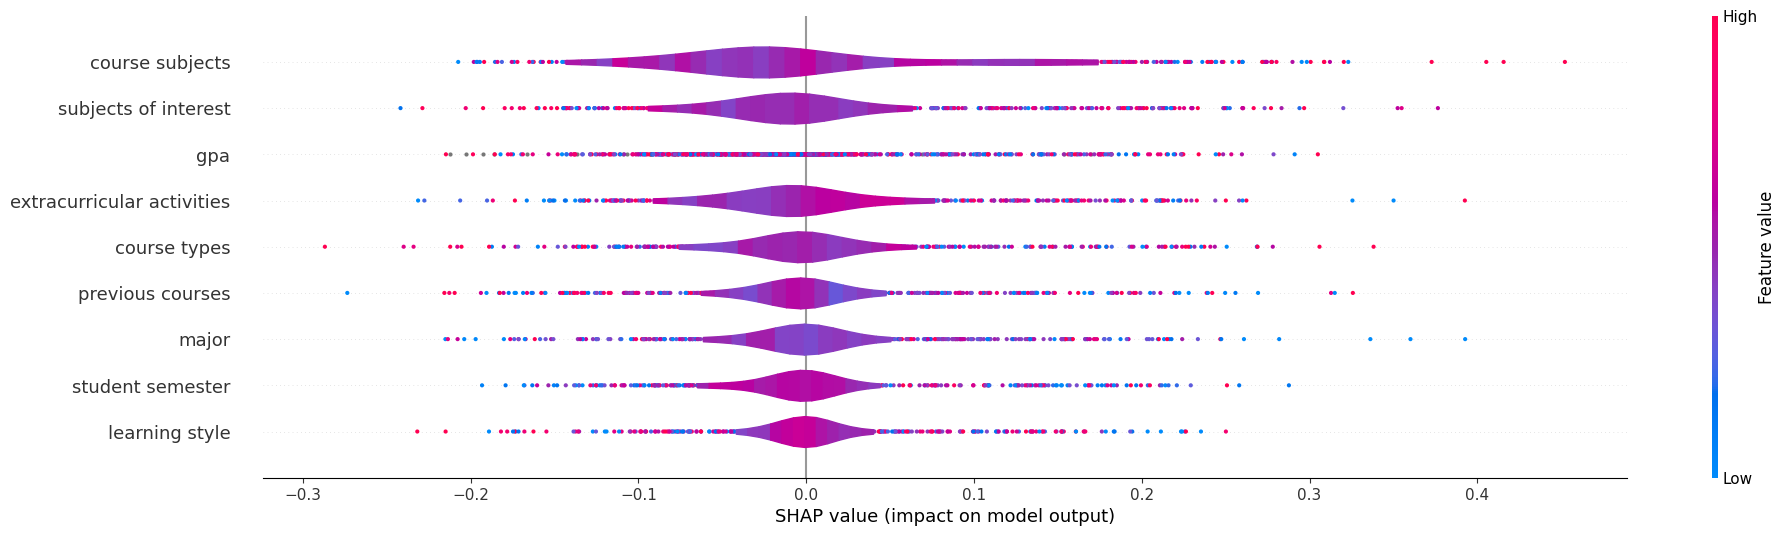 High
course subjects
subjects of interest
gpa
extracurricular activities
course types
previous courses
major
student semester
learning style
Feature value
Low
−0.3 −0.2 −0.1 0.0 0.1 0.2 0.3 0.4
SHAP value (impact on model output)